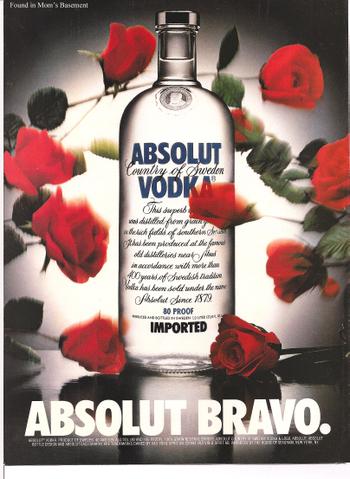 Found in Mom's Basement
ABSOLUT
Country of Sweden
VODKA®
This superb
was distilled from grain
in the rich fields of southern Sweden
It has been produced at the famous
old distilleries near Åhus
in accordance with more than
400 years of Swedish tradition.
Vodka has been sold under the name
Absolut Since 1879.
80 PROOF
IMPORTED
ABSOLUT BRAVO.